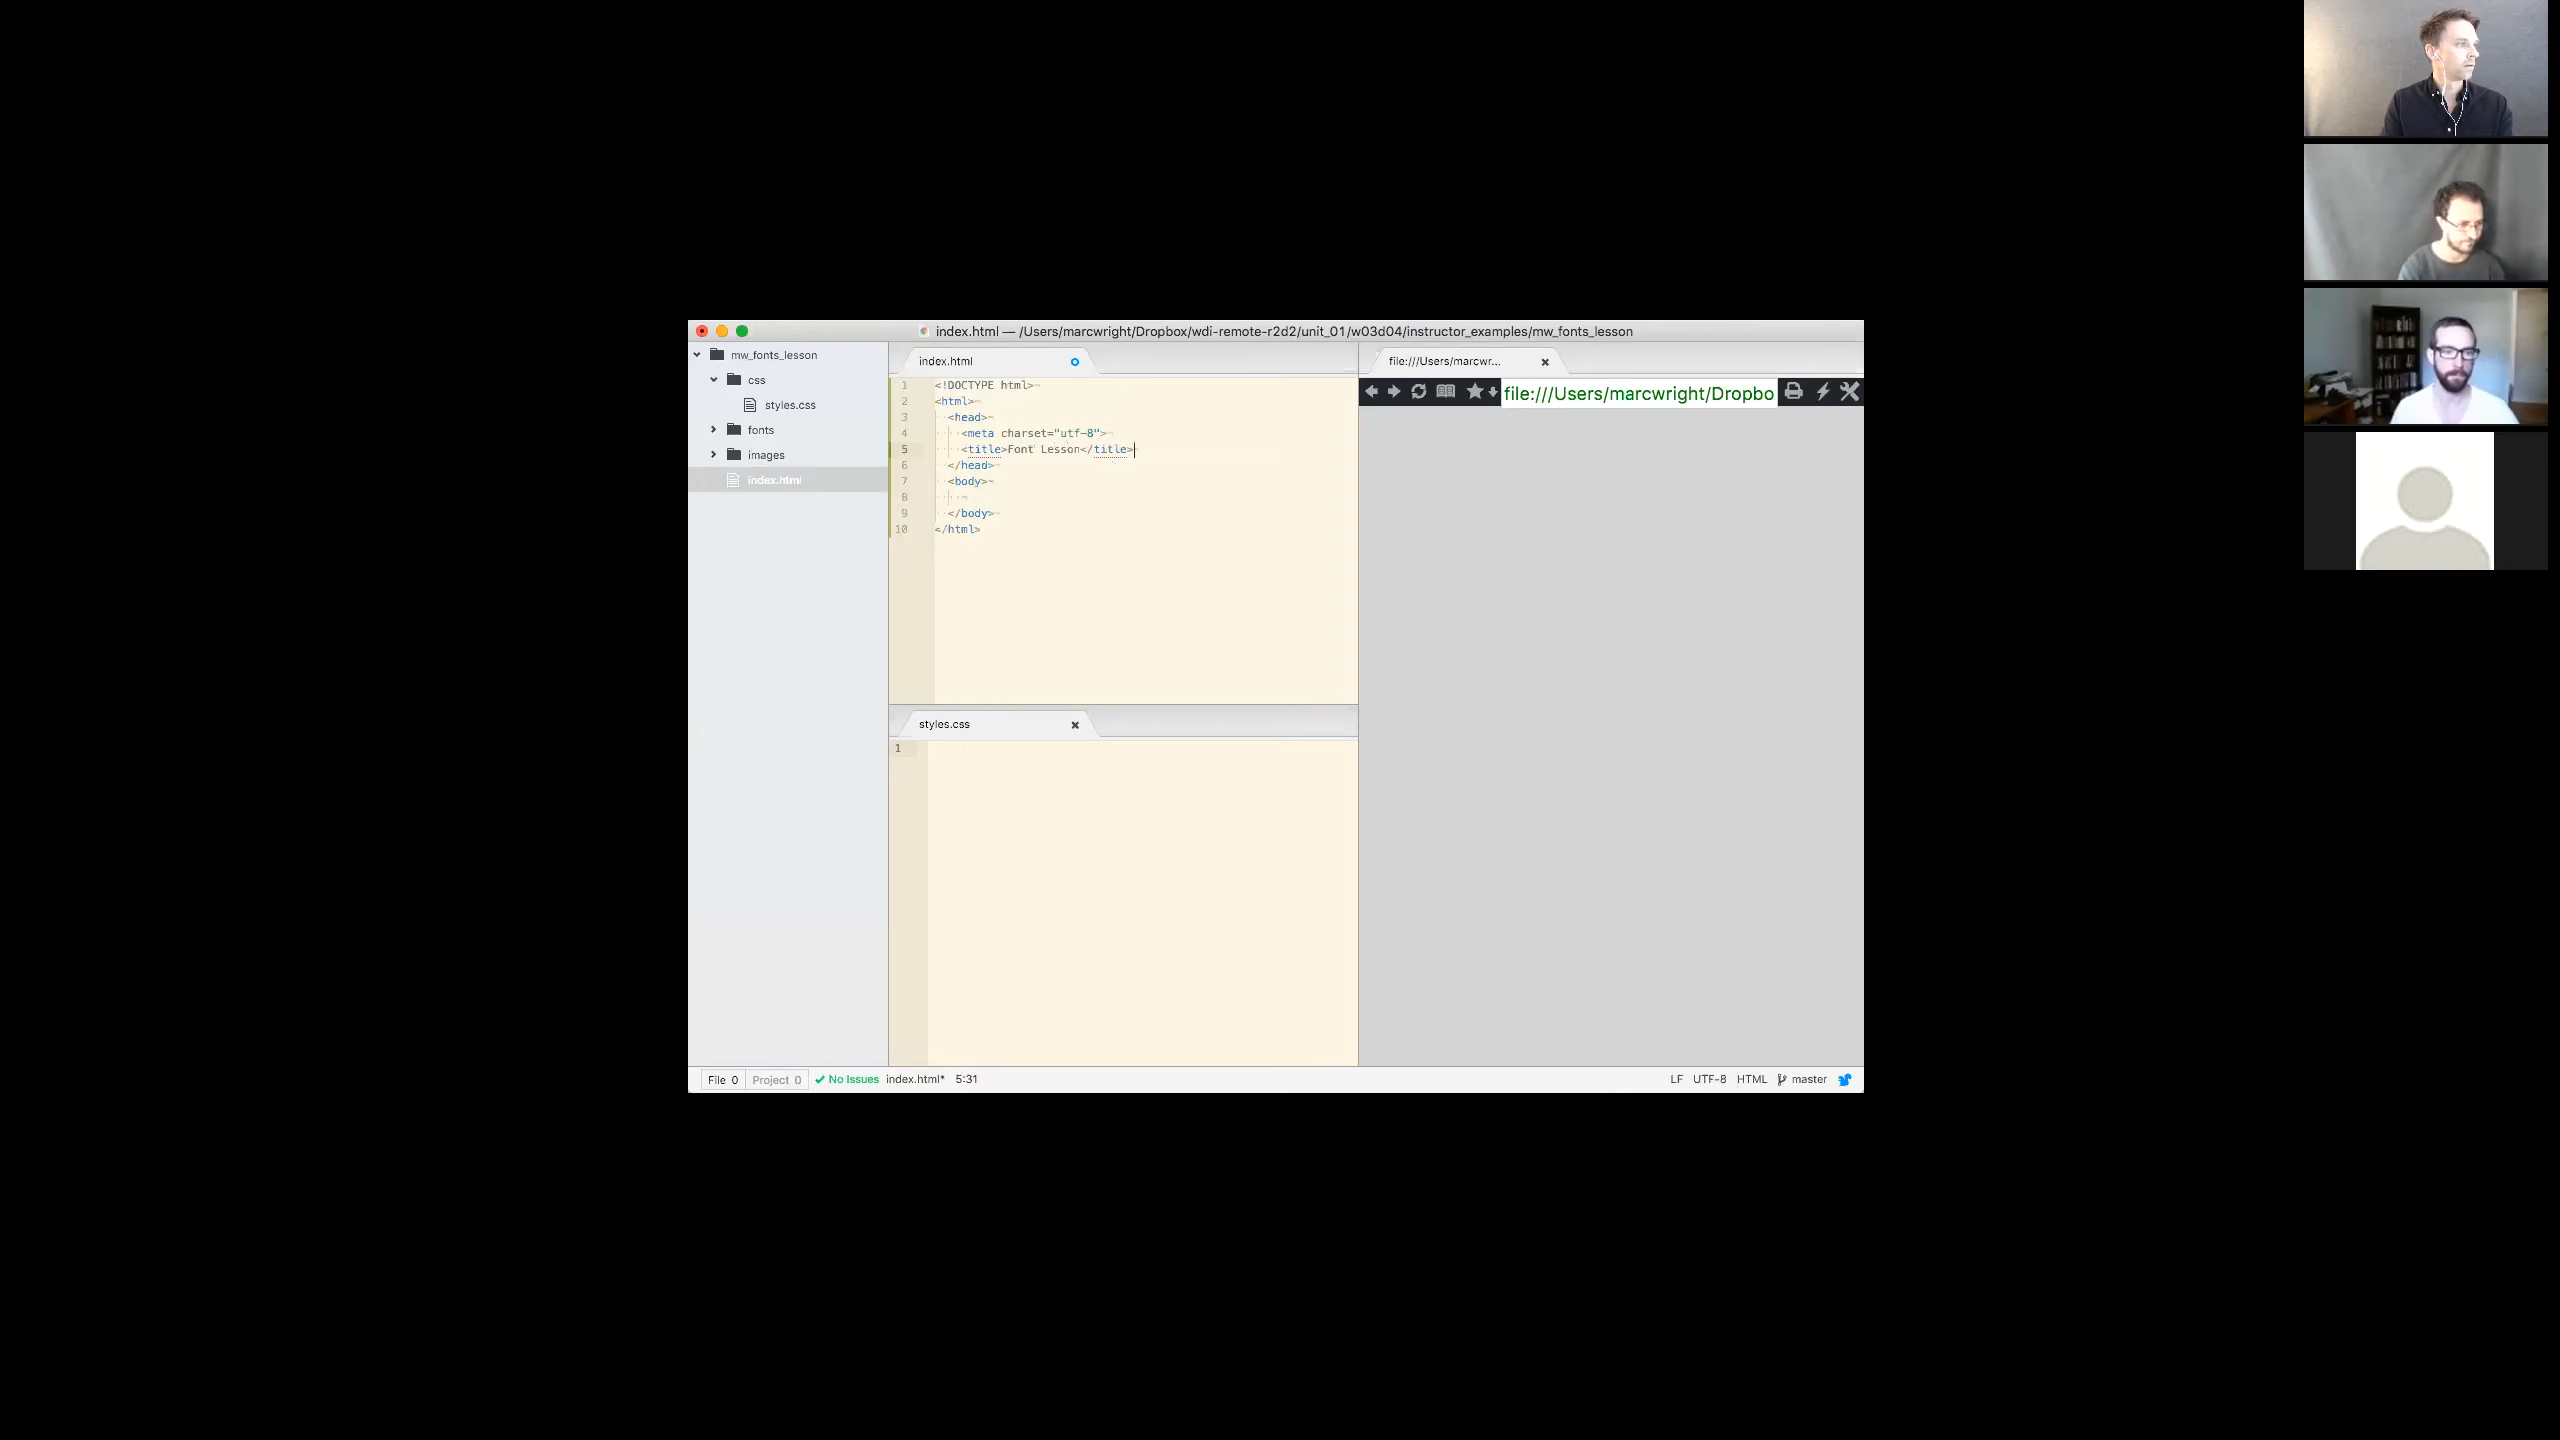 index.html — /Users/marcwright/Dropbox/wdi-remote-r2d2/unit_01/w03d04/instructor_examples/mw_fonts_lesson
mw_fonts_lesson
css
styles.css
fonts
images
index.html
index.html
1 <!DOCTYPE html>
2 <html>
3 <head>
4 <meta charset="utf-8">
5 <title>Font Lesson</title>
6 </head>
7 <body>
8
9 </body>
10 </html>
styles.css
1
file:///Users/marcwr...
file:///Users/marcwright/Dropbo
File 0 Project 0 No Issues index.html* 5:31 LF UTF-8 HTML master